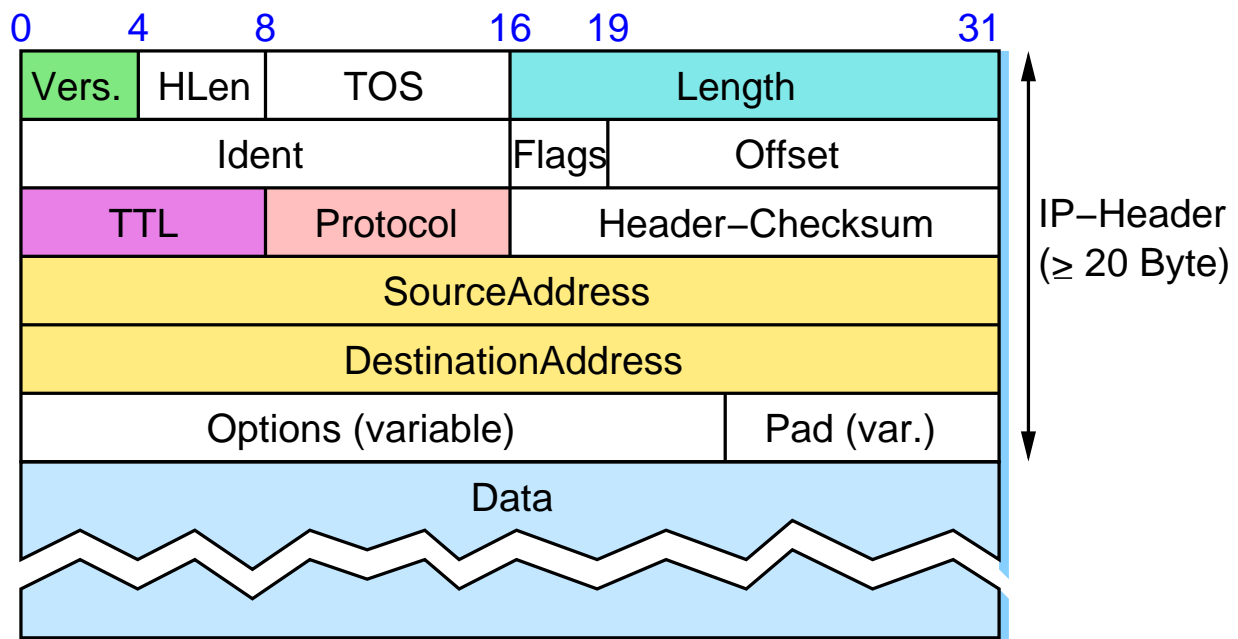 0 4 8 16 19 31
Vers. HLen TOS Length
Ident Flags Offset
TTL Protocol Header−Checksum
IP−Header
(≥ 20 Byte)
SourceAddress
DestinationAddress
Options (variable) Pad (var.)
Data